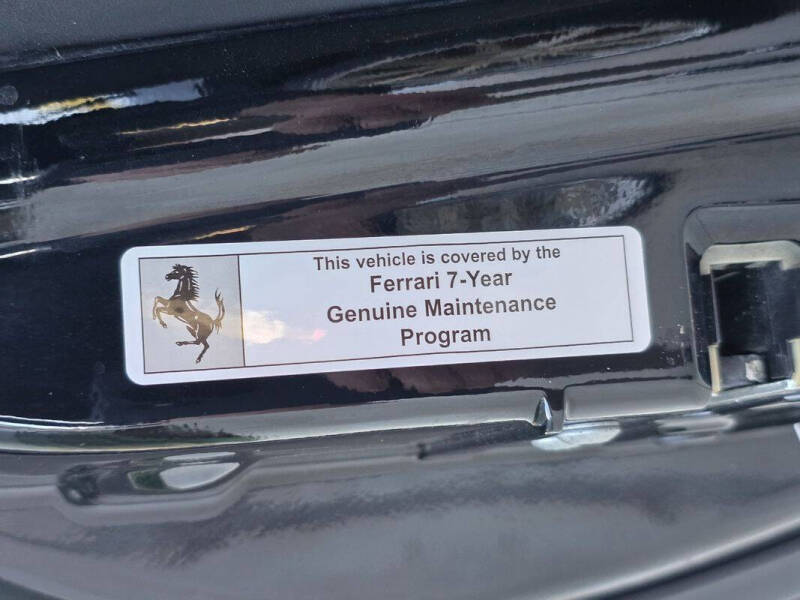 This vehicle is covered by the
Ferrari 7-Year
Genuine Maintenance
Program